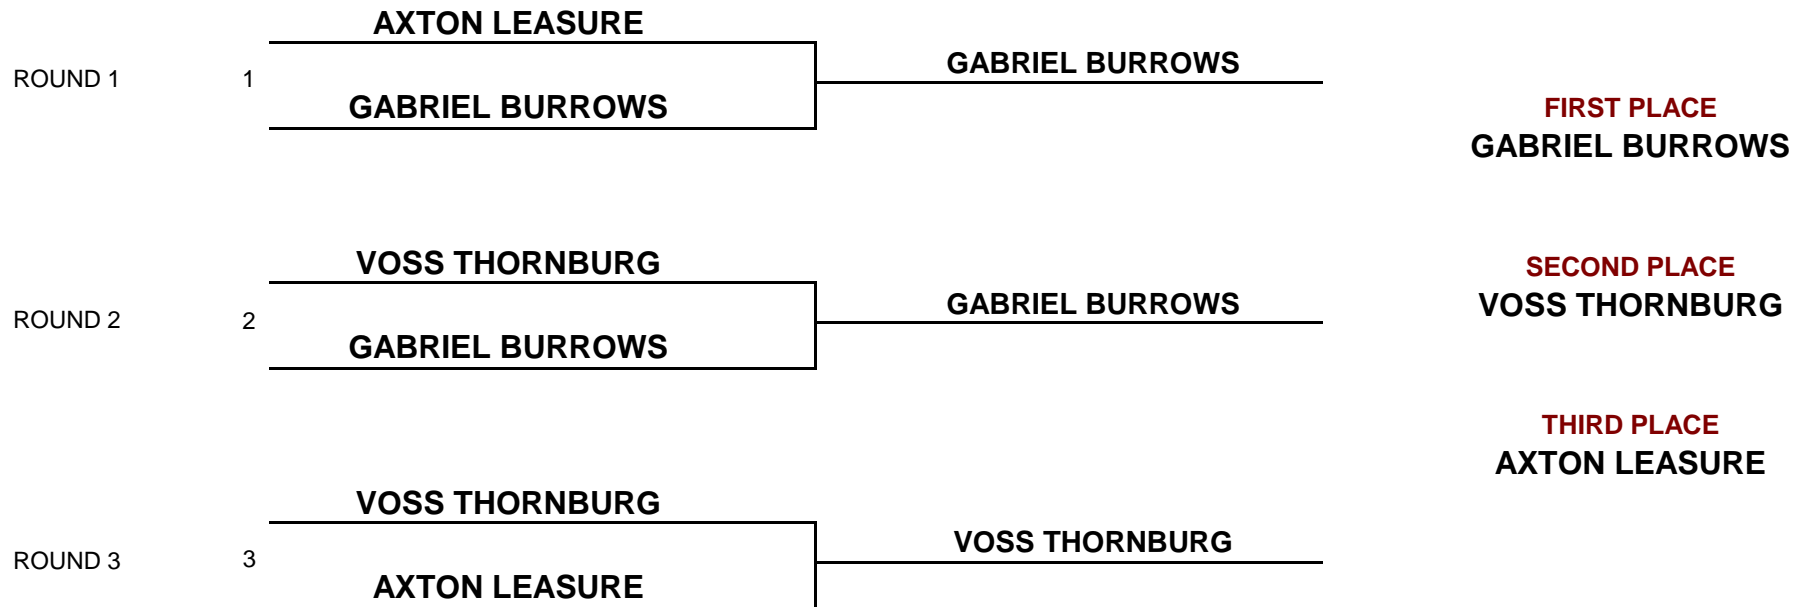 AXTON LEASURE
GABRIEL BURROWS
ROUND 1
1
GABRIEL BURROWS
FIRST PLACE
GABRIEL BURROWS
VOSS THORNBURG
SECOND PLACE
GABRIEL BURROWS
VOSS THORNBURG
ROUND 2
2
GABRIEL BURROWS
THIRD PLACE
AXTON LEASURE
VOSS THORNBURG
VOSS THORNBURG
ROUND 3
3
AXTON LEASURE